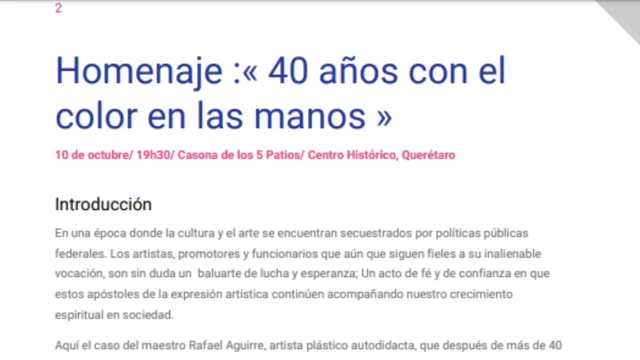 2
Homenaje :« 40 años con el
color en las manos »
10 de octubre/ 19h30/ Casona de los 5 Patios/ Centro Histórico, Querétaro
Introducción
En una época donde la cultura y el arte se encuentran secuestrados por políticas públicas
federales. Los artistas, promotores y funcionarios que aún que siguen fieles a su inalienable
vocación, son sin duda un baluarte de lucha y esperanza; Un acto de fé y de confianza en que
estos apóstoles de la expresión artística continúen acompañando nuestro crecimiento
espiritual en sociedad.
Aquí el caso del maestro Rafael Aguirre, artista plástico autodidacta, que después de más de 40